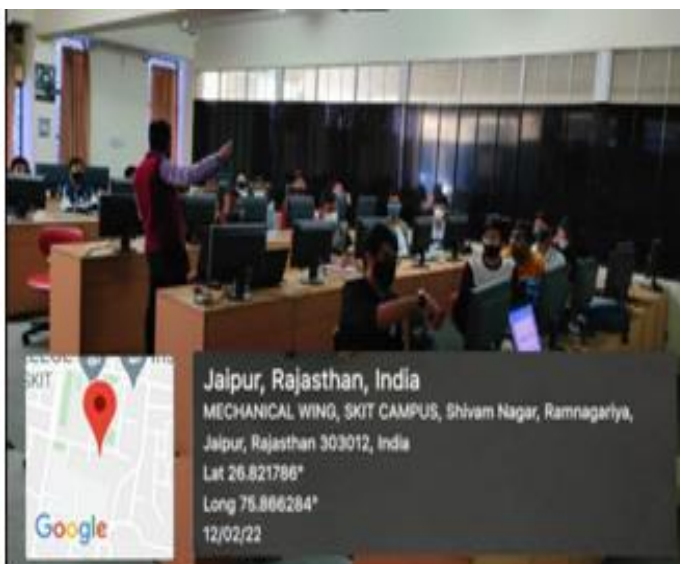 SKIT
Google
Jaipur, Rajasthan, India
MECHANICAL WING, SKIT CAMPUS, Shivam Nagar, Ramnagariya,
Jaipur, Rajasthan 303012, India
Lat 26.821786°
Long 75.866284°
12/02/22